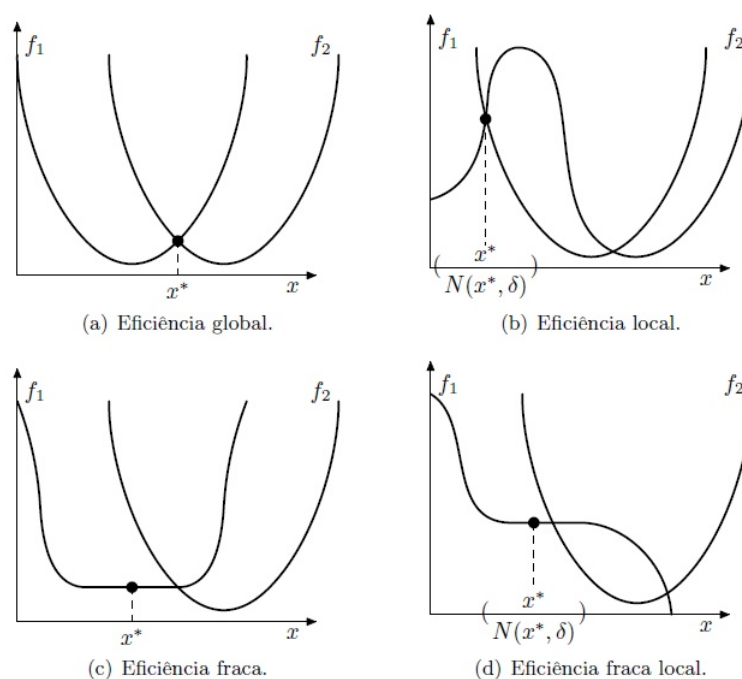 f₁ f₂
x* x
(a) Eficiência global.
f₁ f₂
x* x
( )
N(x*, δ)
(b) Eficiência local.
f₁ f₂
x* x
(c) Eficiência fraca.
f₁ f₂
x* x
( )
N(x*, δ)
(d) Eficiência fraca local.